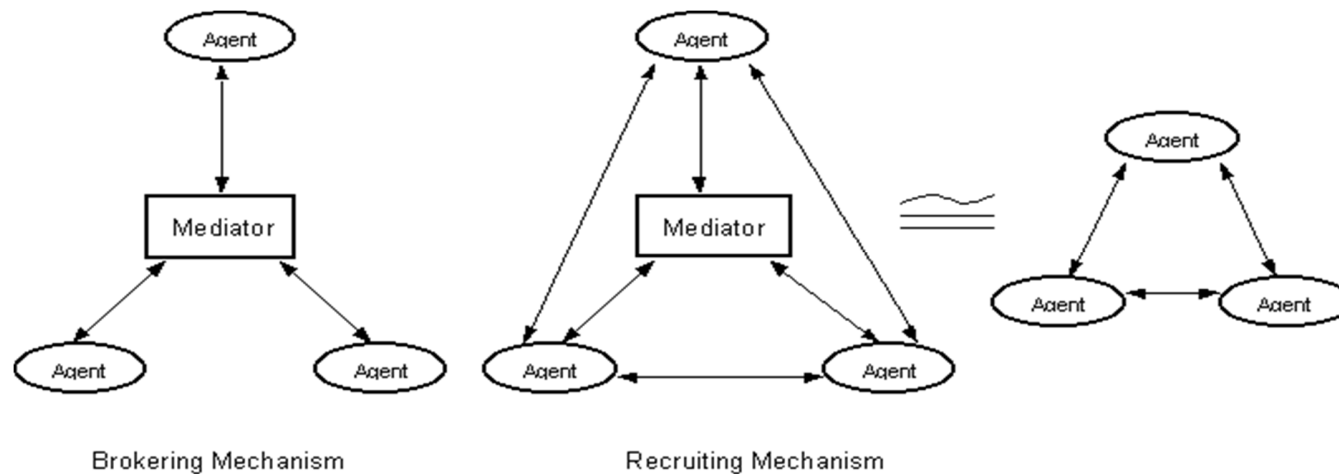 Agent
Mediator
Agent
Agent
Brokering Mechanism
Agent
Mediator
Agent
Agent
Recruiting Mechanism
Agent
Agent
Agent